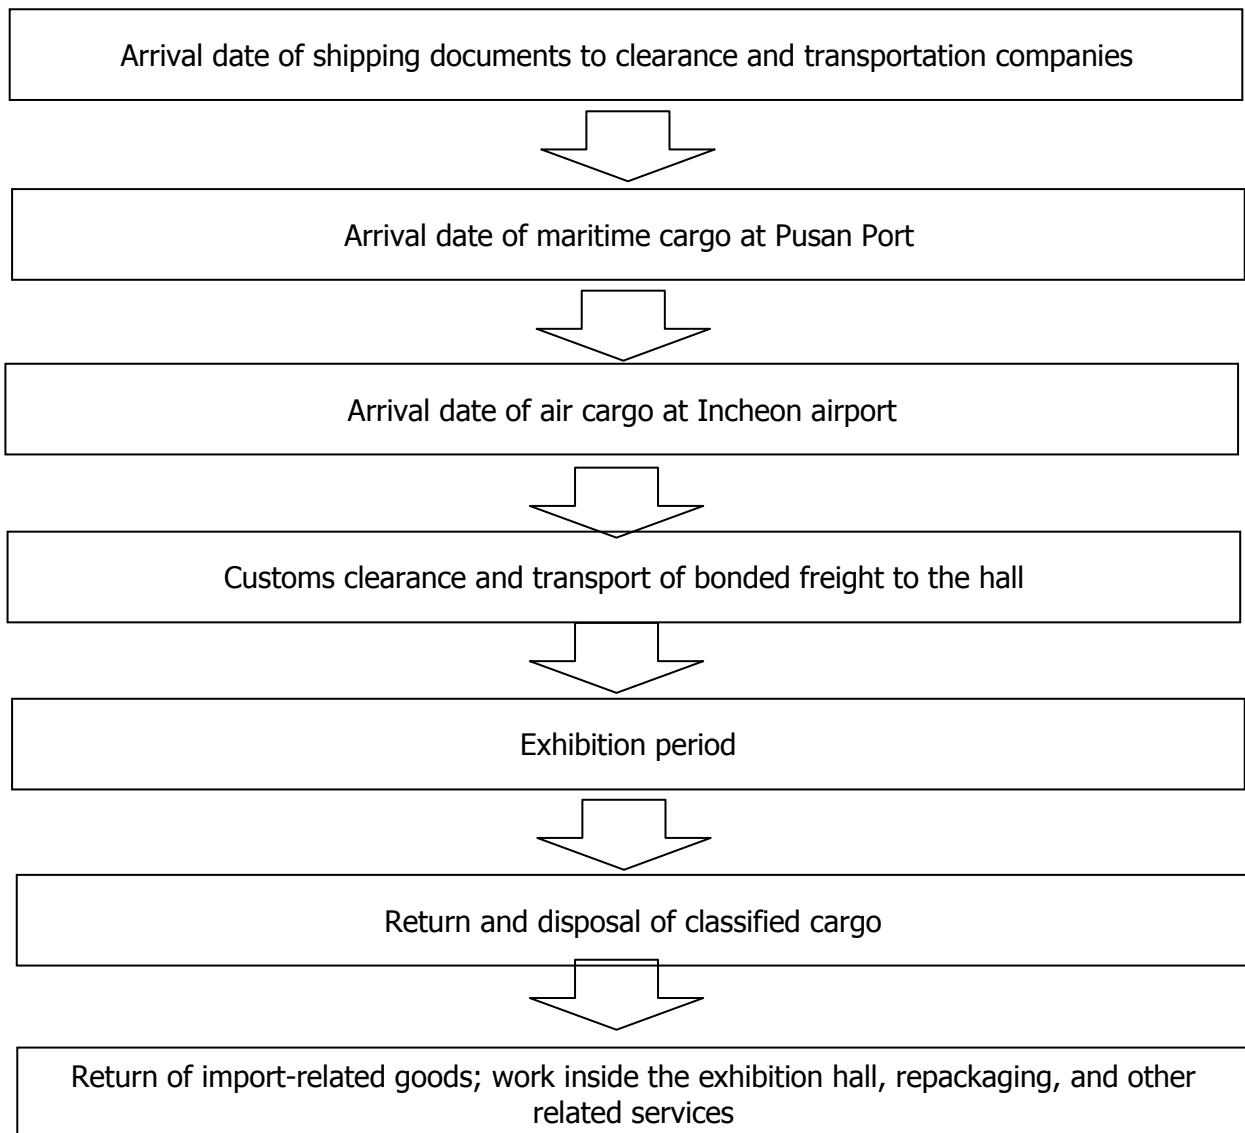 Arrival date of shipping documents to clearance and transportation companies
Arrival date of maritime cargo at Pusan Port
Arrival date of air cargo at Incheon airport
Customs clearance and transport of bonded freight to the hall
Exhibition period
Return and disposal of classified cargo
Return of import-related goods; work inside the exhibition hall, repackaging, and other
related services